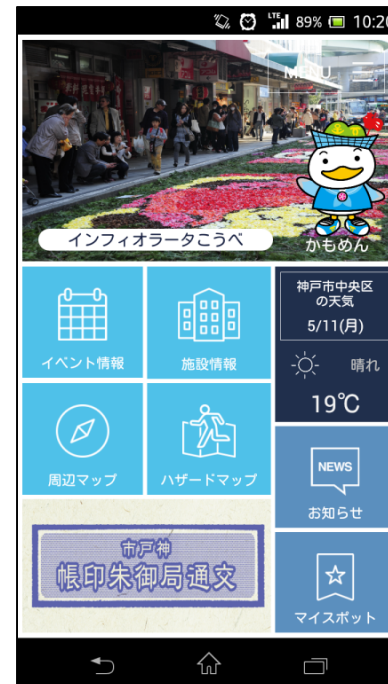 LTE 89% 10:20
MENU
インフィオラータこうべ
かもめん
イベント情報
施設情報
神戸市中央区
の天気
5/11(月)
晴れ
19℃
周辺マップ
ハザードマップ
NEWS
お知らせ
市戸神
帳印朱御局通交
マイスポット